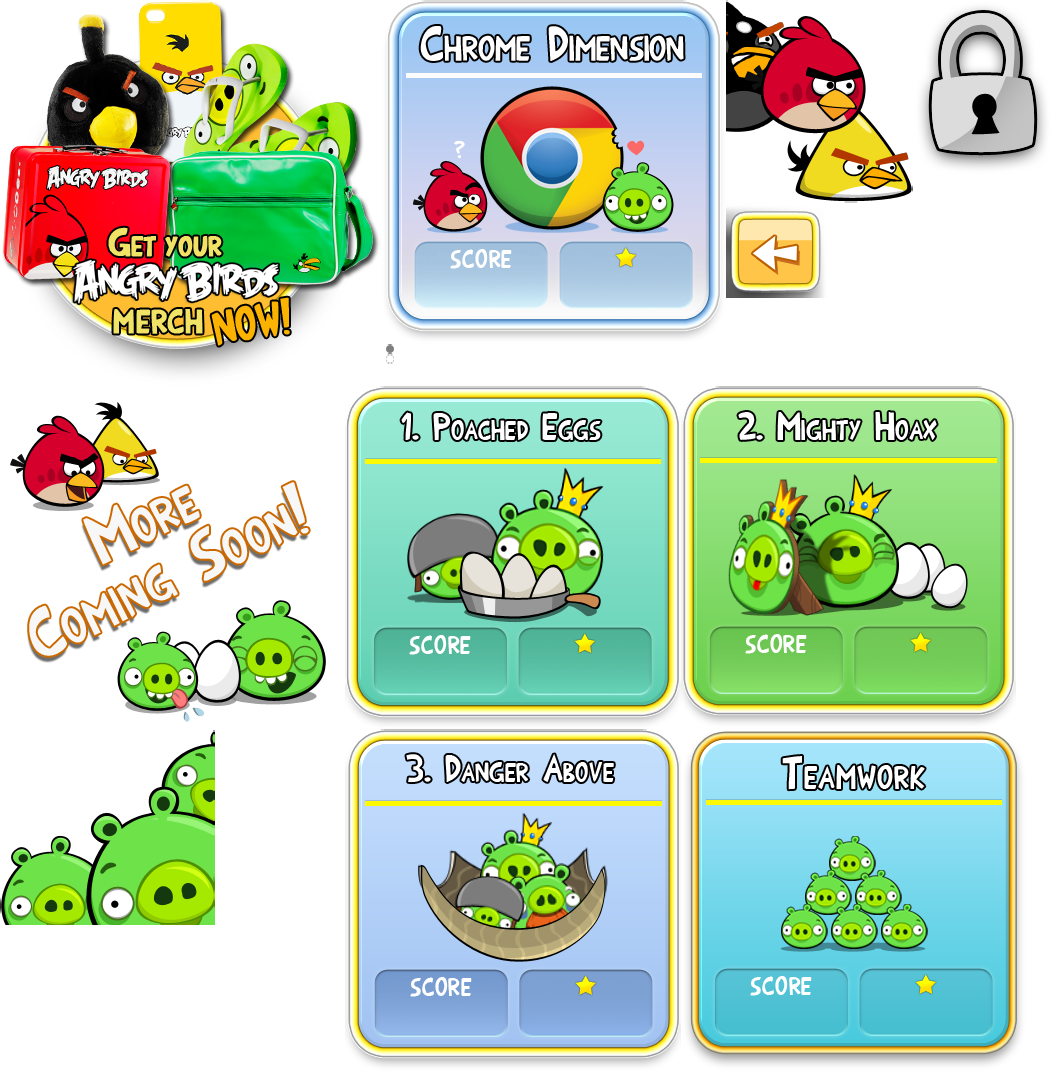 ANGRY BIRDS
GET YOUR
ANGRY BIRDS
MERCH NOW!
CHROME DIMENSION
?
SCORE
MORE
COMING SOON!
1. POACHED EGGS
SCORE
2. MIGHTY HOAX
SCORE
3. DANGER ABOVE
SCORE
TEAMWORK
SCORE